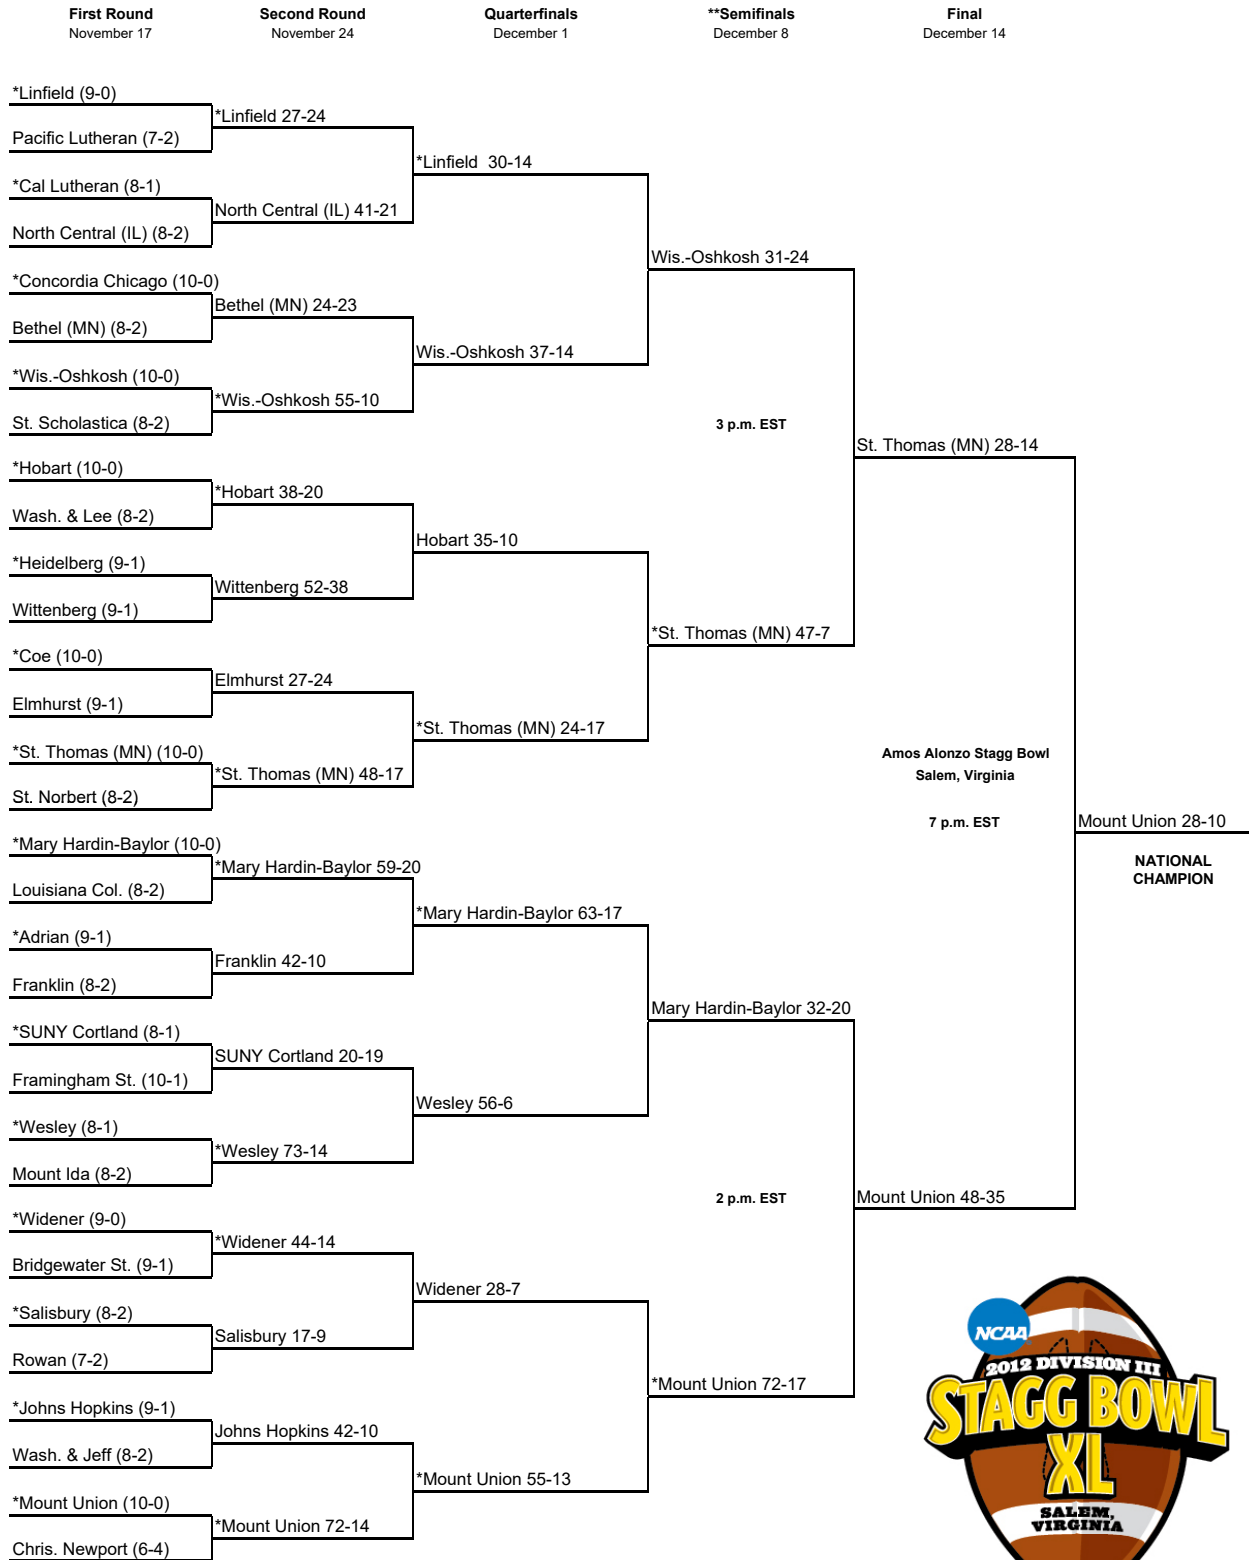 First Round
November 17
Second Round
November 24
Quarterfinals
December 1
**Semifinals
December 8
Final
December 14
*Linfield (9-0)
*Linfield 27-24
Pacific Lutheran (7-2)
*Linfield  30-14
*Cal Lutheran (8-1)
North Central (IL) 41-21
North Central (IL) (8-2)
Wis.-Oshkosh 31-24
*Concordia Chicago (10-0)
Bethel (MN) 24-23
Bethel (MN) (8-2)
Wis.-Oshkosh 37-14
*Wis.-Oshkosh (10-0)
*Wis.-Oshkosh 55-10
St. Scholastica (8-2)
3 p.m. EST
St. Thomas (MN) 28-14
*Hobart (10-0)
*Hobart 38-20
Wash. & Lee (8-2)
Hobart 35-10
*Heidelberg (9-1)
Wittenberg 52-38
Wittenberg (9-1)
*St. Thomas (MN) 47-7
*Coe (10-0)
Elmhurst 27-24
Elmhurst (9-1)
*St. Thomas (MN) 24-17
*St. Thomas (MN) (10-0)
*St. Thomas (MN) 48-17
St. Norbert (8-2)
Amos Alonzo Stagg Bowl
Salem, Virginia
7 p.m. EST
Mount Union 28-10
NATIONAL
CHAMPION
*Mary Hardin-Baylor (10-0)
*Mary Hardin-Baylor 59-20
Louisiana Col. (8-2)
*Mary Hardin-Baylor 63-17
*Adrian (9-1)
Franklin 42-10
Franklin (8-2)
Mary Hardin-Baylor 32-20
*SUNY Cortland (8-1)
SUNY Cortland 20-19
Framingham St. (10-1)
Wesley 56-6
*Wesley (8-1)
*Wesley 73-14
Mount Ida (8-2)
2 p.m. EST
Mount Union 48-35
*Widener (9-0)
*Widener 44-14
Bridgewater St. (9-1)
Widener 28-7
*Salisbury (8-2)
Salisbury 17-9
Rowan (7-2)
*Mount Union 72-17
*Johns Hopkins (9-1)
Johns Hopkins 42-10
Wash. & Jeff (8-2)
*Mount Union 55-13
*Mount Union (10-0)
*Mount Union 72-14
Chris. Newport (6-4)
NCAA
2012 DIVISION III
STAGG BOWL
XL
SALEM,
VIRGINIA